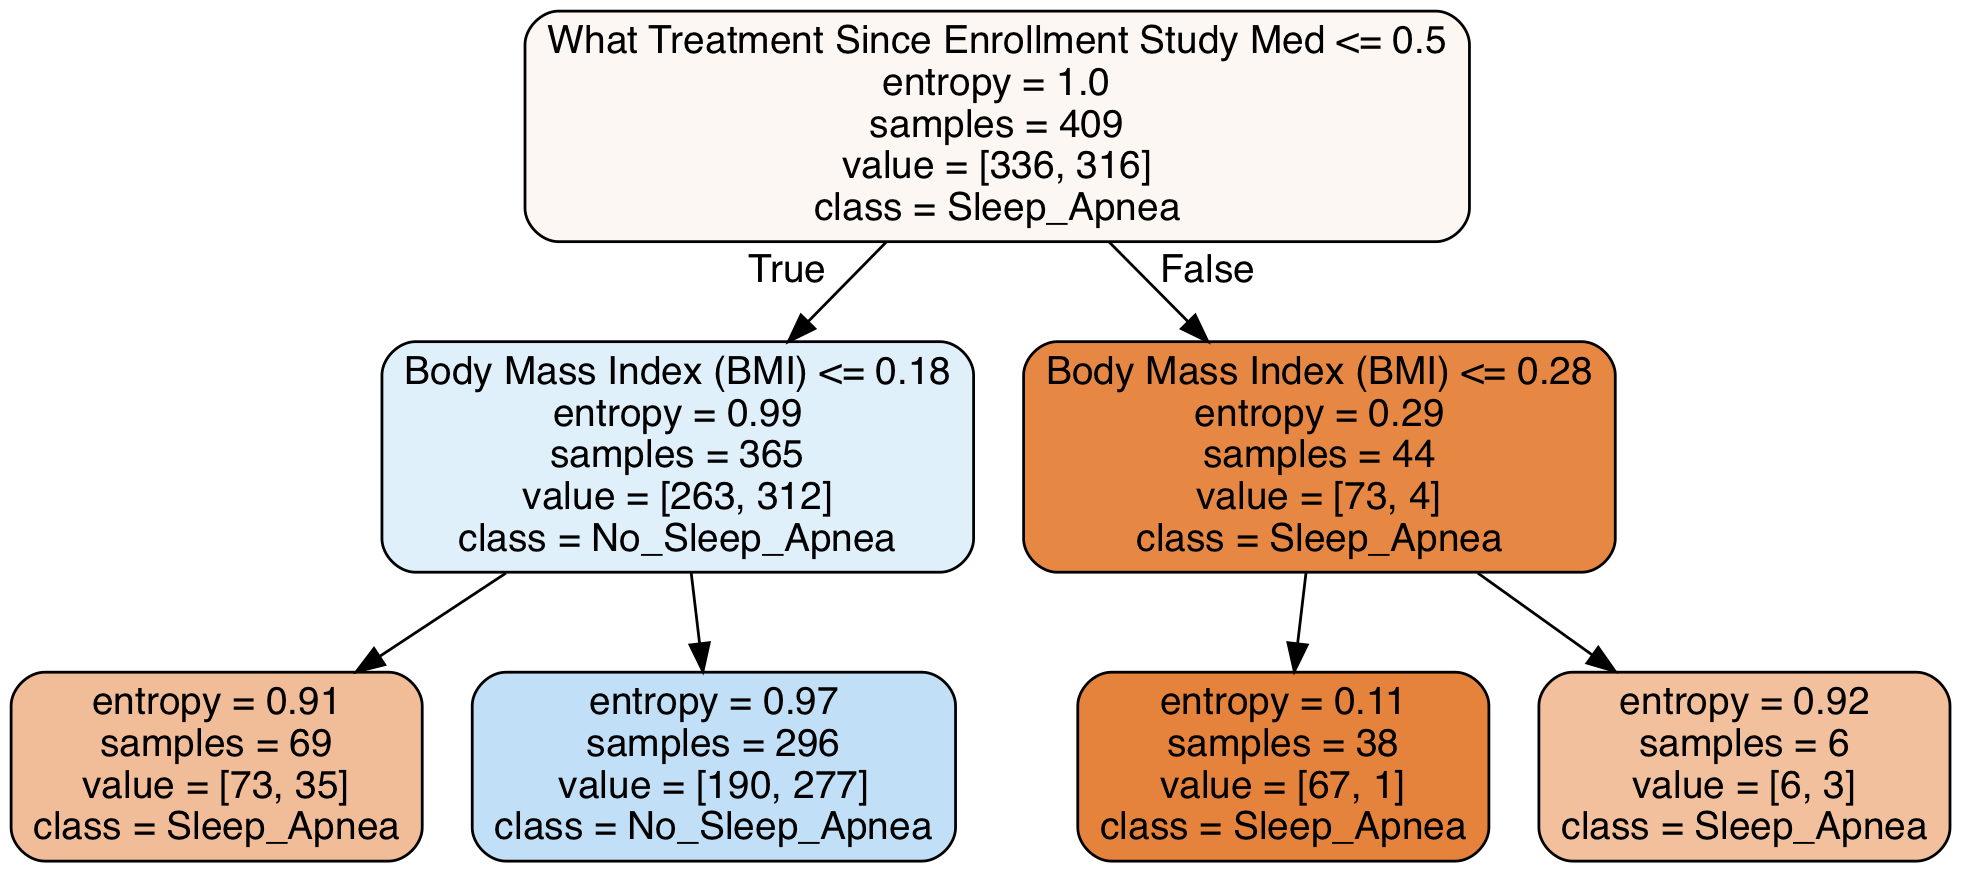 What Treatment Since Enrollment Study Med <= 0.5
entropy = 1.0
samples = 409
value = [336, 316]
class = Sleep_Apnea
True
False
Body Mass Index (BMI) <= 0.18
entropy = 0.99
samples = 365
value = [263, 312]
class = No_Sleep_Apnea
Body Mass Index (BMI) <= 0.28
entropy = 0.29
samples = 44
value = [73, 4]
class = Sleep_Apnea
entropy = 0.91
samples = 69
value = [73, 35]
class = Sleep_Apnea
entropy = 0.97
samples = 296
value = [190, 277]
class = No_Sleep_Apnea
entropy = 0.11
samples = 38
value = [67, 1]
class = Sleep_Apnea
entropy = 0.92
samples = 6
value = [6, 3]
class = Sleep_Apnea